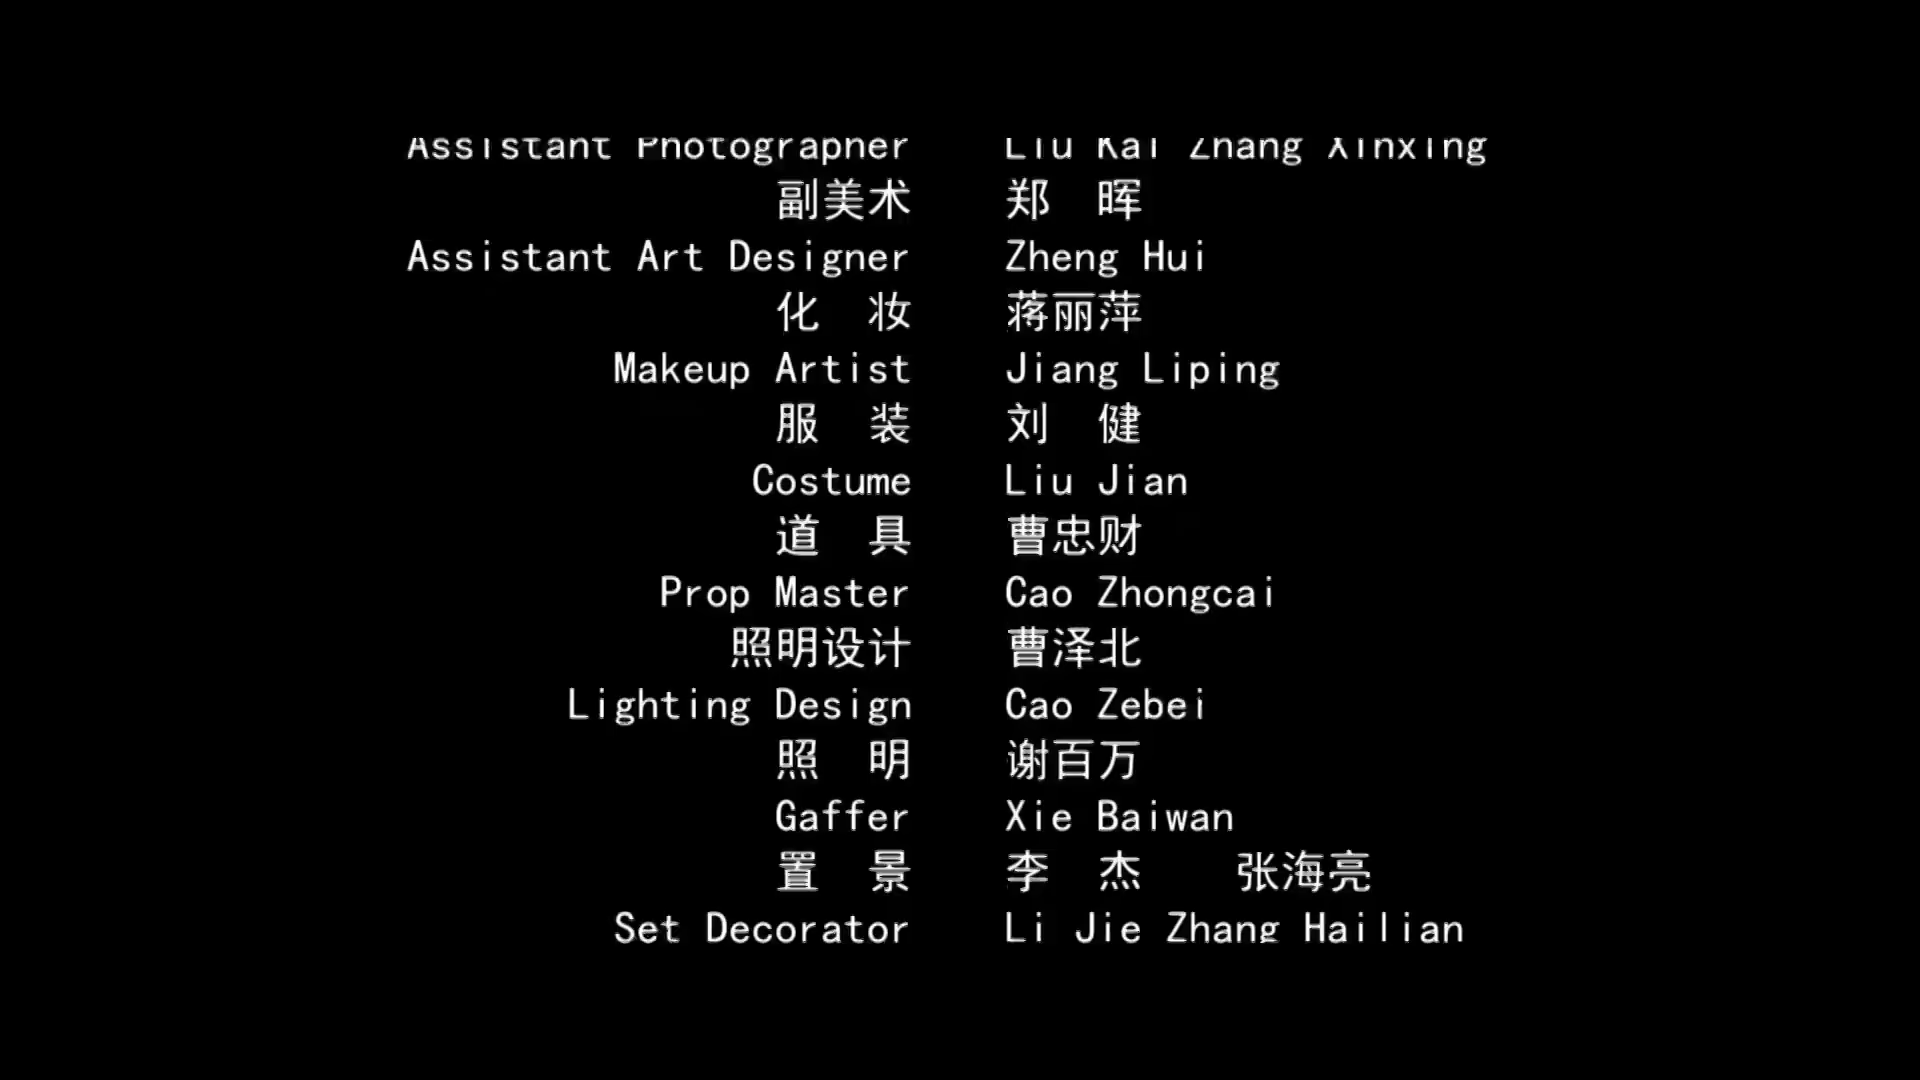 Assistant Photographer Liu Kai Zhang Xinxing
副美术 郑 晖
Assistant Art Designer Zheng Hui
化 妆 蒋丽萍
Makeup Artist Jiang Liping
服 装 刘 健
Costume Liu Jian
道 具 曹忠财
Prop Master Cao Zhongcai
照明设计 曹泽北
Lighting Design Cao Zebei
照 明 谢百万
Gaffer Xie Baiwan
置 景 李 杰 张海亮
Set Decorator Li Jie Zhang Hailian